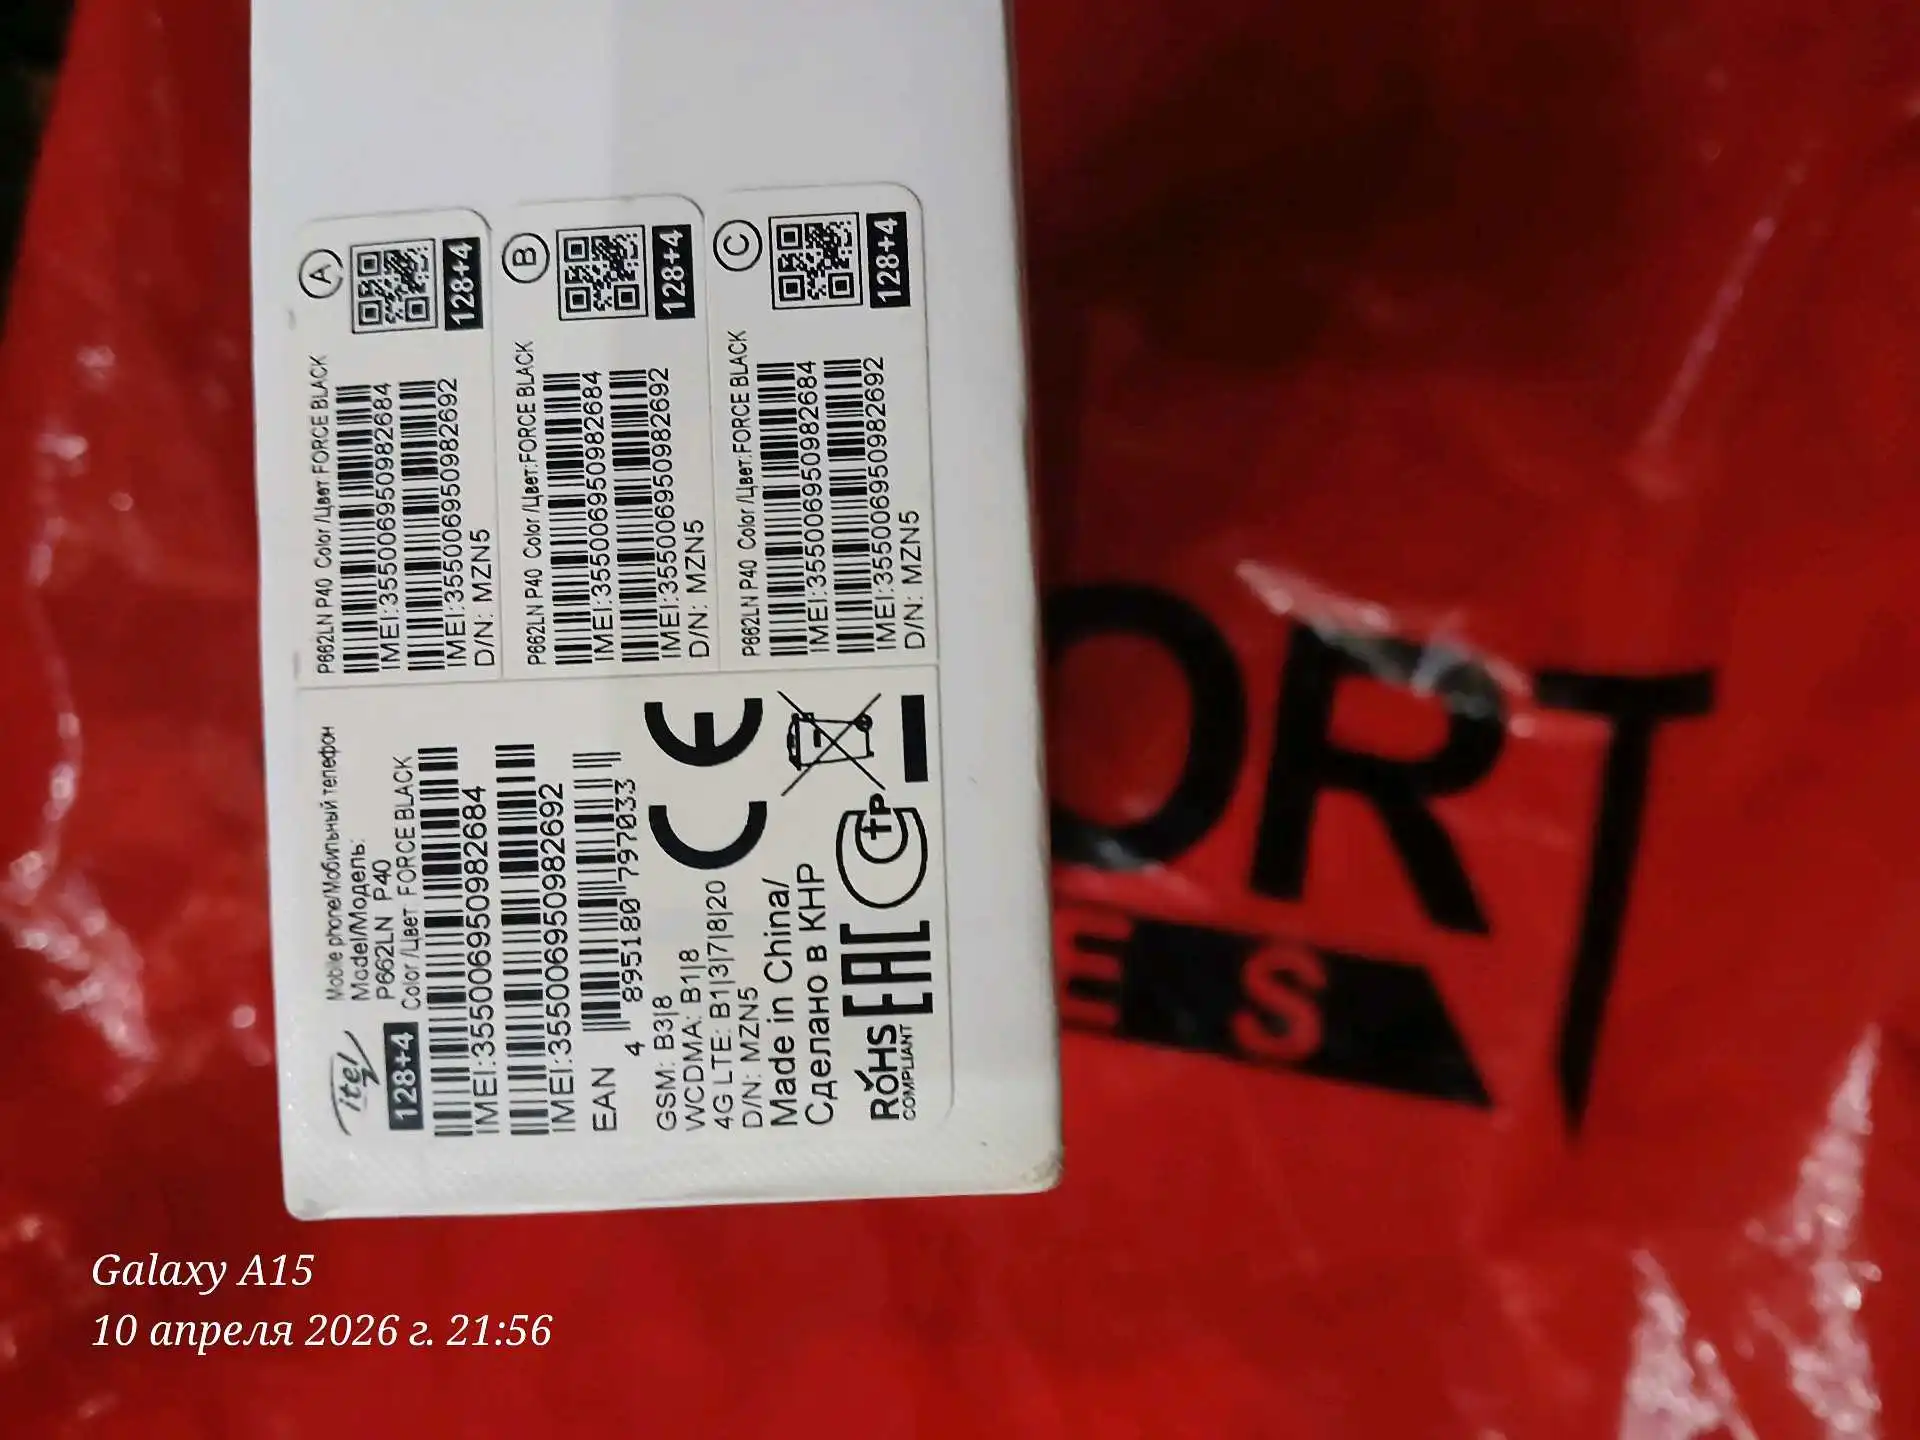 itel
Mobile phone/Мобильный телефон
Model/Модель:
P662LN P40
128+4
Color /Цвет FORCE BLACK
IMEI:355006950982684
IMEI:355006950982692
EAN
4 895180 797033
GSM: B3|8
WCDMA: B1|8
4G LTE: B1|3|7|8|20
D/N: MZN5
CE
Made in China/
Сделано в КНР
RoHS
COMPLIANT
EAC
P662LN P40 Color /Цвет FORCE BLACK
A
IMEI:355006950982684
IMEI:355006950982692
D/N: MZN5
128+4
P662LN P40 Color /Цвет:FORCE BLACK
B
IMEI:355006950982684
IMEI:355006950982692
D/N: MZN5
128+4
P662LN P40 Color /Цвет:FORCE BLACK
C
IMEI:355006950982684
IMEI:355006950982692
D/N: MZN5
128+4
ORT
ES
Galaxy A15
10 апреля 2026 г. 21:56